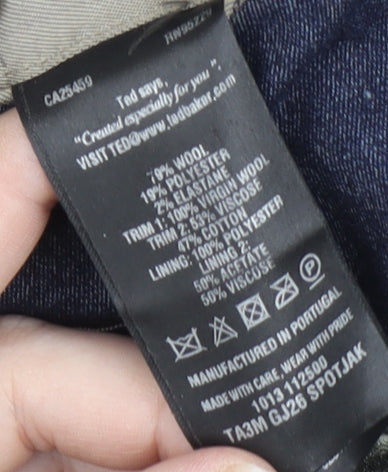 CA25459 RN95220
Ted says,
"Created especially for you".
VISIT TED@www.tedbaker.com
79% WOOL
19% POLYESTER
2% ELASTANE
TRIM 1: 100% VIRGIN WOOL
TRIM 2: 53% VISCOSE
47% COTTON
LINING: 100% POLYESTER
LINING 2:
50% ACETATE
50% VISCOSE
P
MANUFACTURED IN PORTUGAL
MADE WITH CARE, WEAR WITH PRIDE
1013 112500
TA3M GJ26 SPOTJAK